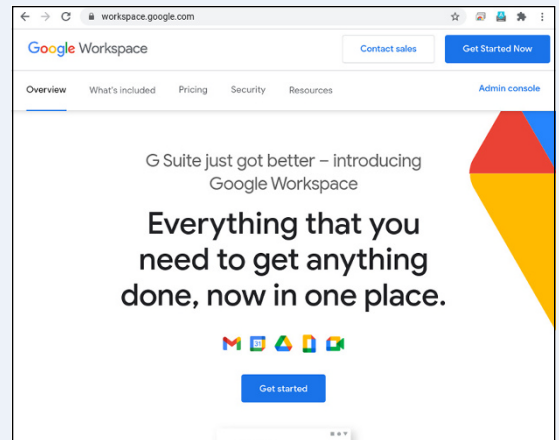 workspace.google.com
Google Workspace
Contact sales
Get Started Now
Overview
What's included
Pricing
Security
Resources
Admin console
G Suite just got better – introducing
Google Workspace
Everything that you
need to get anything
done, now in one place.
31
Get started